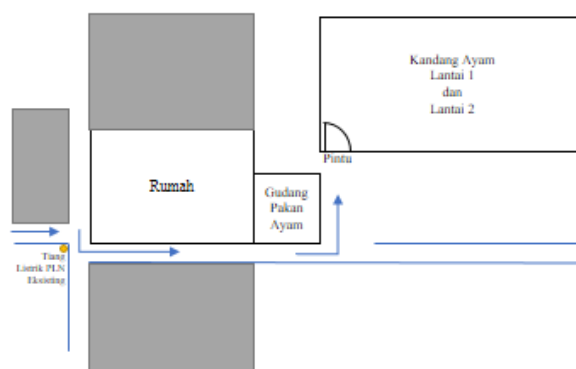 Kandang Ayam
Lantai 1
dan
Lantai 2
Pintu
Rumah
Gudang
Pakan
Ayam
Tiang
Listrik PLN
Eksisting